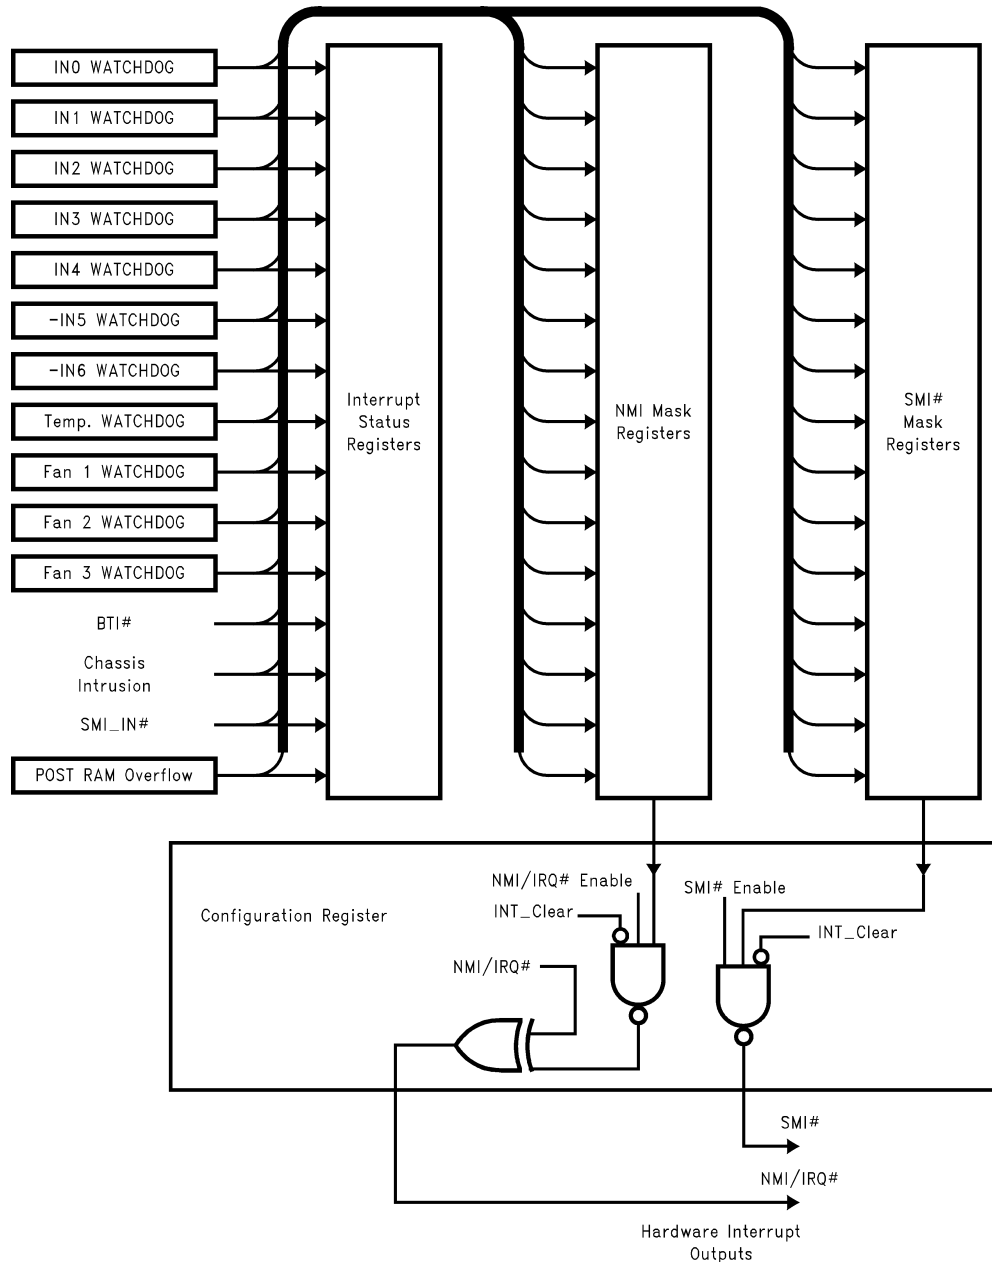 IN0 WATCHDOG
IN1 WATCHDOG
IN2 WATCHDOG
IN3 WATCHDOG
IN4 WATCHDOG
-IN5 WATCHDOG
-IN6 WATCHDOG
Temp. WATCHDOG
Fan 1 WATCHDOG
Fan 2 WATCHDOG
Fan 3 WATCHDOG
BTI#
Chassis
Intrusion
SMI_IN#
POST RAM Overflow
Interrupt
Status
Registers
NMI Mask
Registers
SMI#
Mask
Registers
Configuration Register
NMI/IRQ# Enable
INT_Clear
NMI/IRQ#
SMI# Enable
INT_Clear
SMI#
NMI/IRQ#
Hardware Interrupt
Outputs